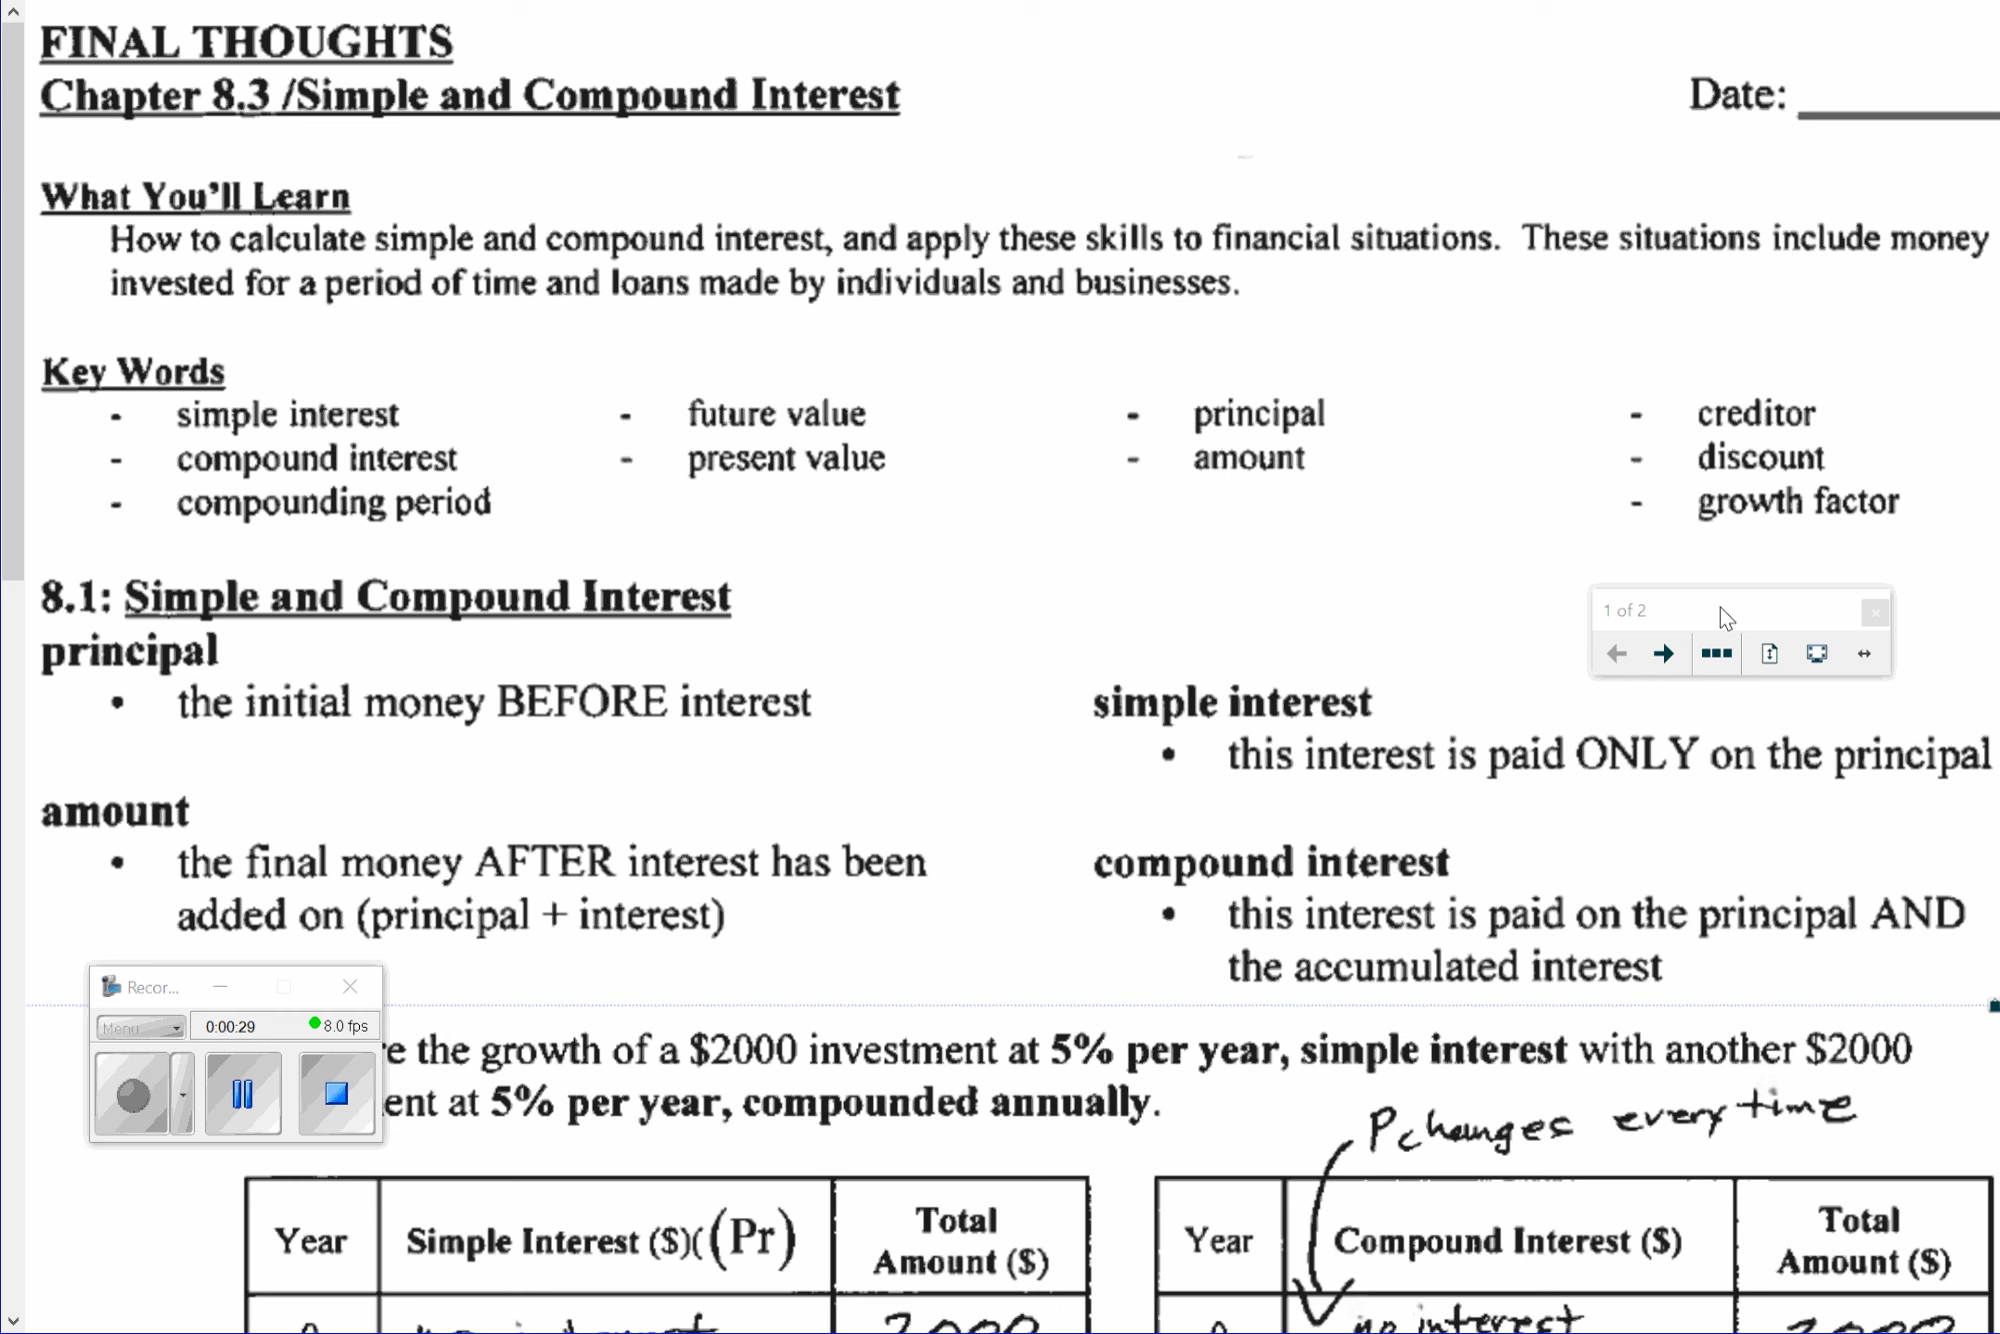 FINAL THOUGHTS
Chapter 8.3 /Simple and Compound Interest
Date:
What You'll Learn
How to calculate simple and compound interest, and apply these skills to financial situations. These situations include money
invested for a period of time and loans made by individuals and businesses.
Key Words
- simple interest - future value - principal - creditor
- compound interest - present value - amount - discount
- compounding period - growth factor
8.1: Simple and Compound Interest
1 of 2
principal
• the initial money BEFORE interest
simple interest
• this interest is paid ONLY on the principal
amount
• the final money AFTER interest has been
added on (principal + interest)
compound interest
• this interest is paid on the principal AND
the accumulated interest
Recor...
Menu 0:00:29 8.0 fps
e the growth of a $2000 investment at 5% per year, simple interest with another $2000
ent at 5% per year, compounded annually.
P changes every time
Year Simple Interest ($)((Pr) Total Amount ($)
Year Compound Interest ($) Total Amount ($)
no interest